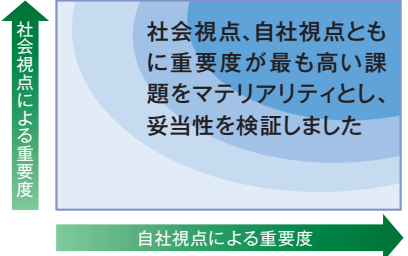 社会視点による重要度
社会視点、自社視点とも
に重要度が最も高い課
題をマテリアリティとし、
妥当性を検証しました
自社視点による重要度